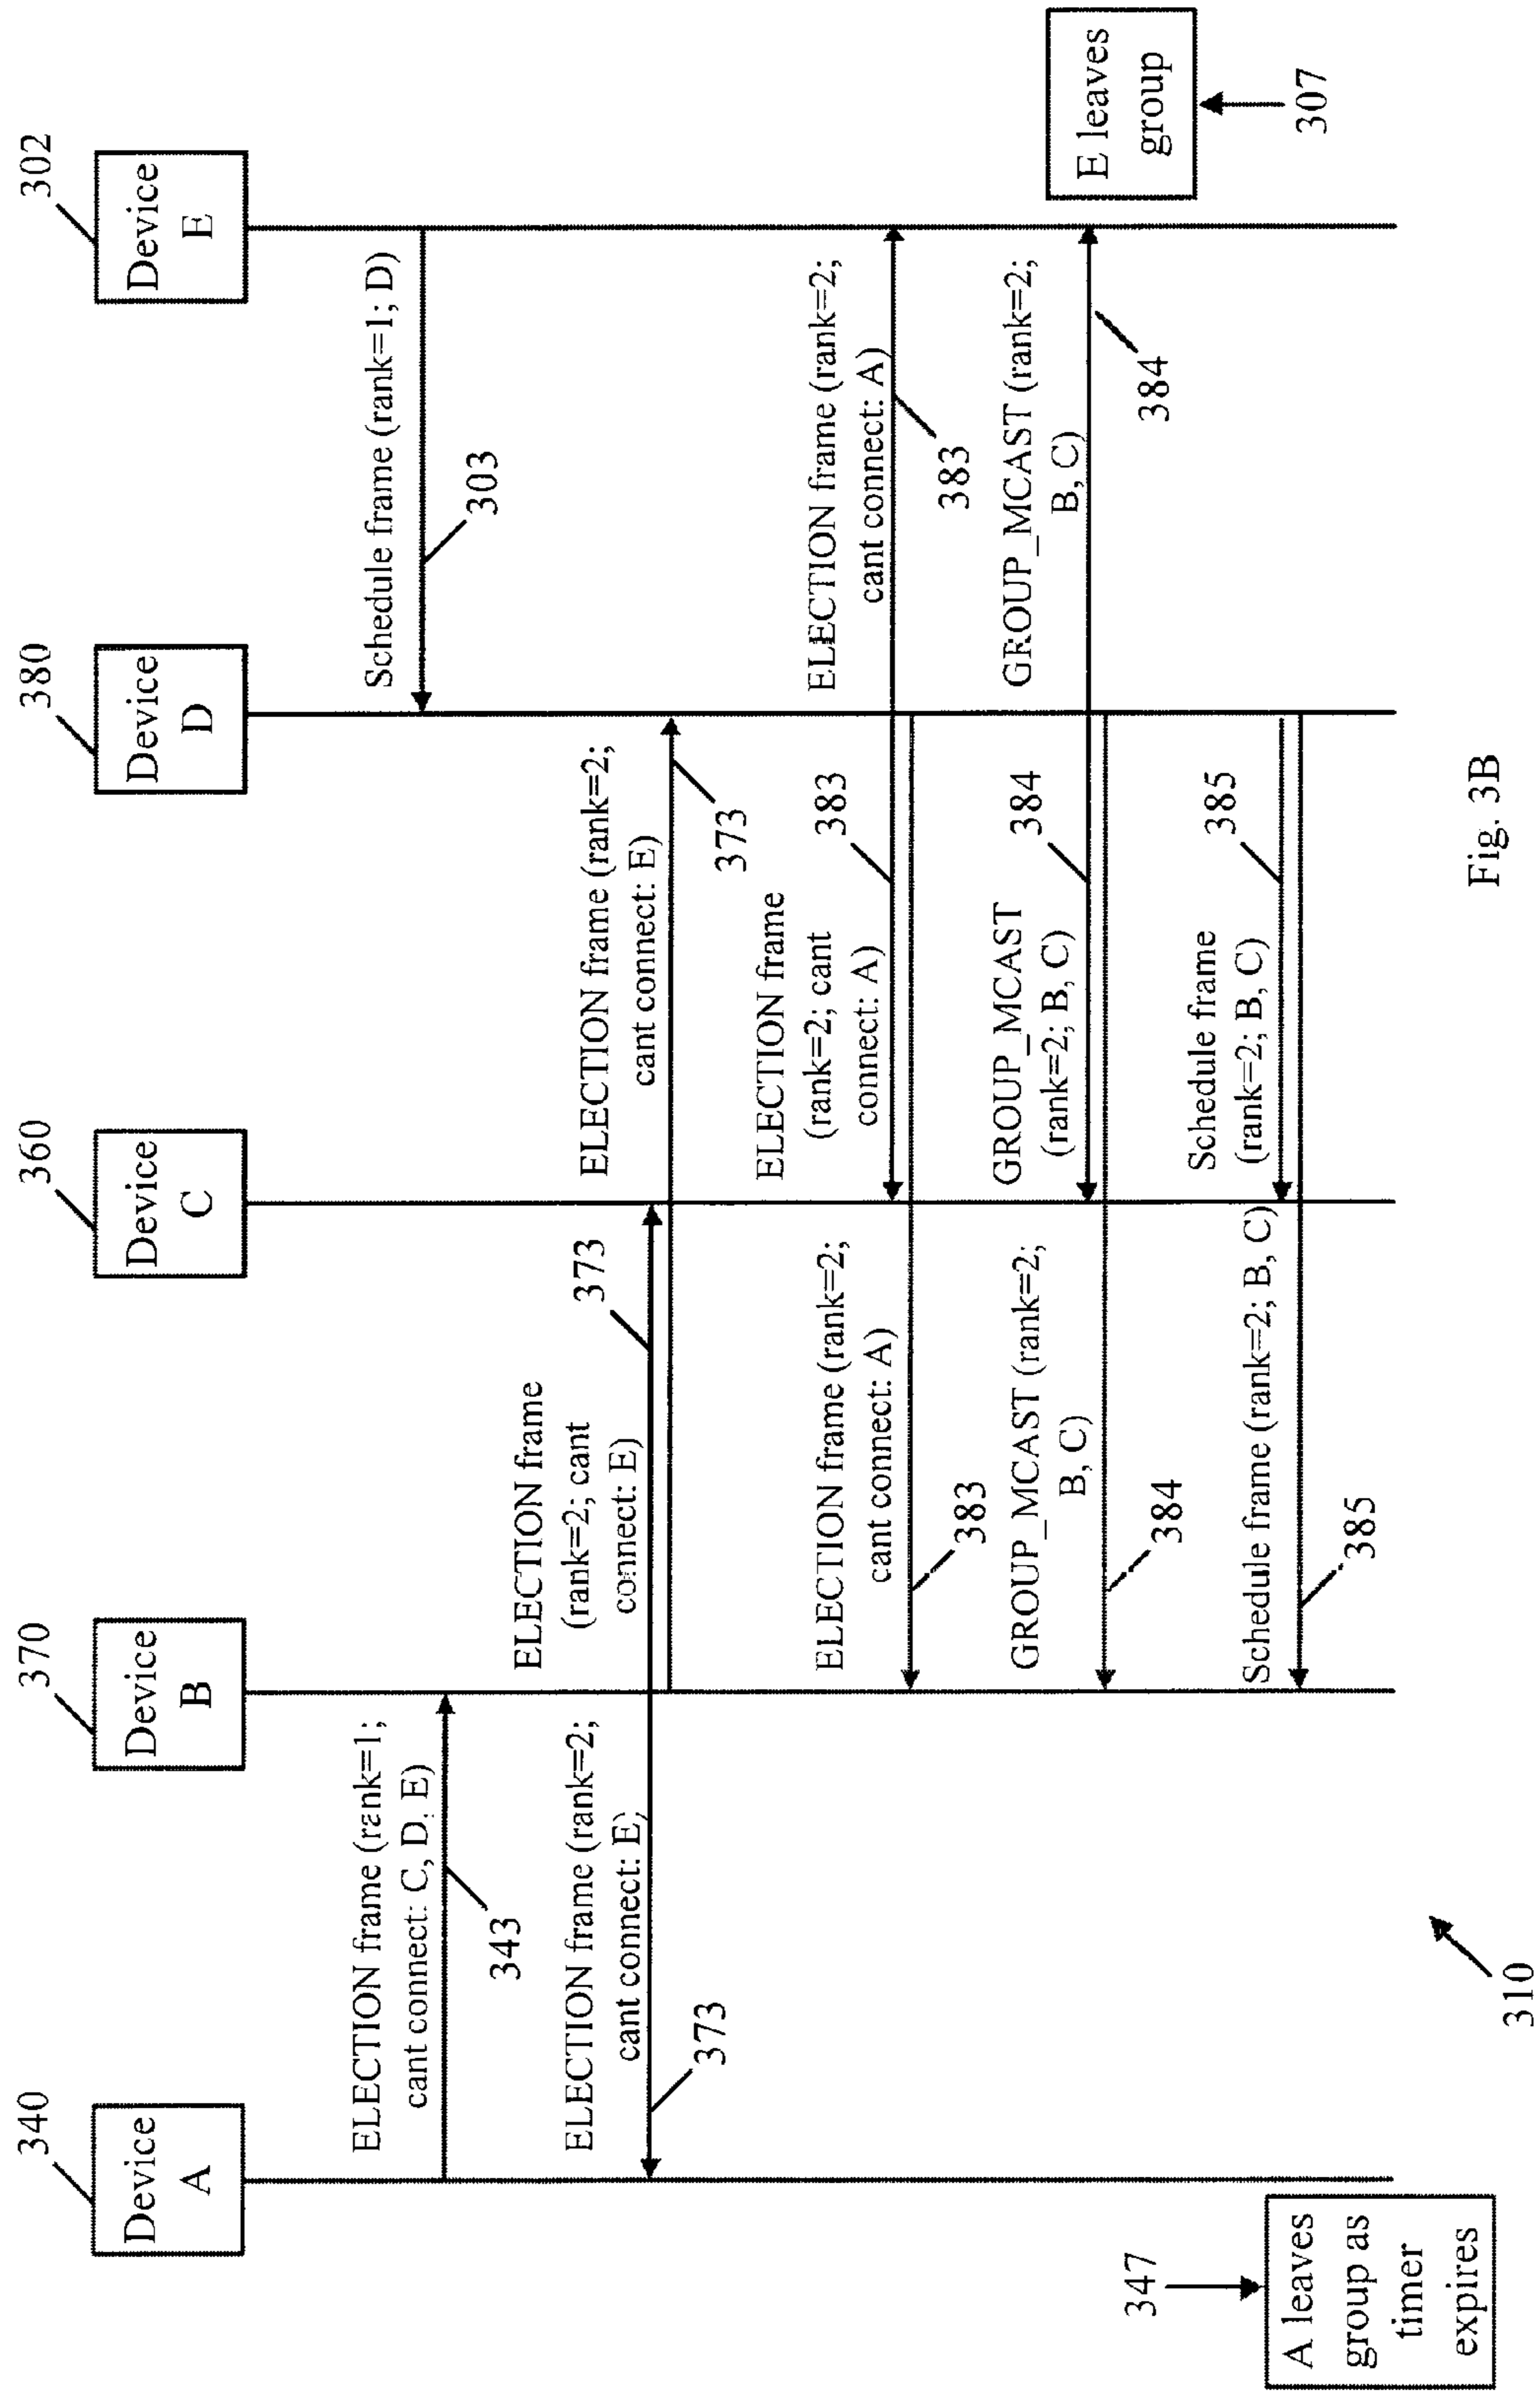 340
Device
A
370
Device
B
360
Device
C
380
Device
D
302
Device
E
Schedule frame (rank=1; D)
303
ELECTION frame (rank=1;
cant connect: C, D, E)
343
ELECTION frame (rank=2;
cant connect: E)
373
ELECTION frame
(rank=2; cant
connect: E)
373
ELECTION frame (rank=2;
cant connect: E)
373
ELECTION frame (rank=2;
cant connect: A)
383
ELECTION frame
(rank=2; cant
connect: A)
383
ELECTION frame (rank=2;
cant connect: A)
383
GROUP_MCAST (rank=2;
B, C)
384
GROUP_MCAST
(rank=2; B, C)
384
GROUP_MCAST (rank=2;
B, C)
384
E leaves
group
307
Schedule frame (rank=2; B, C)
385
Schedule frame
(rank=2; B, C)
385
347
A leaves
group as
timer
expires
310
Fig. 3B